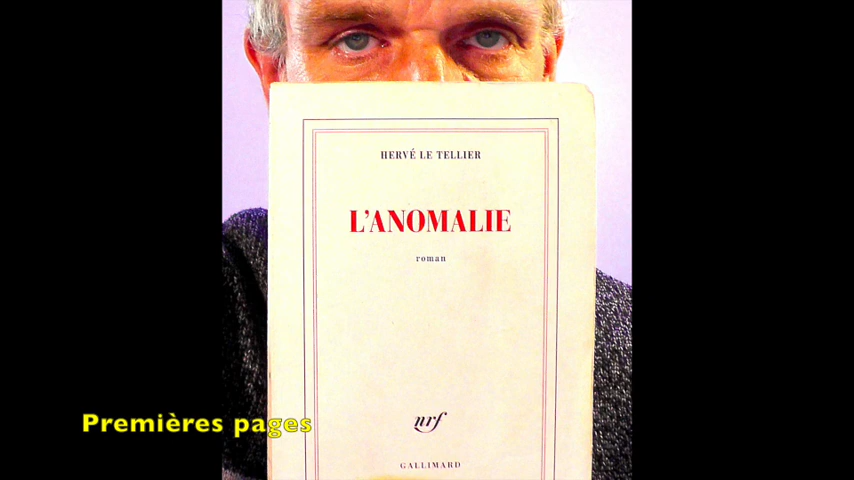 HERVÉ LE TELLIER
L'ANOMALIE
roman
nrf
GALLIMARD
Premières pages